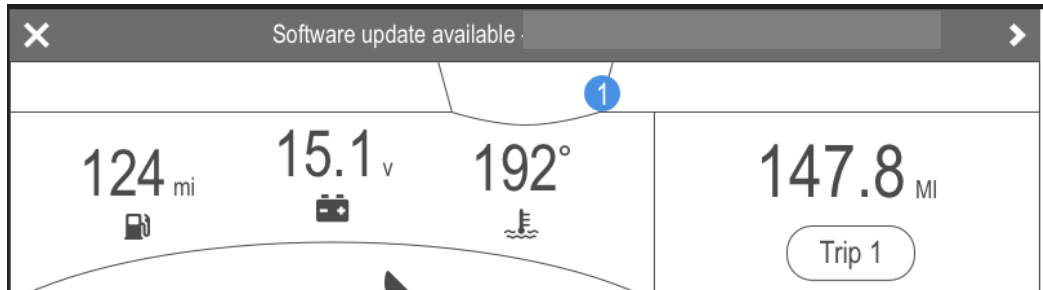 Software update available -
1
124 mi
15.1 v
192°
147.8 MI
Trip 1